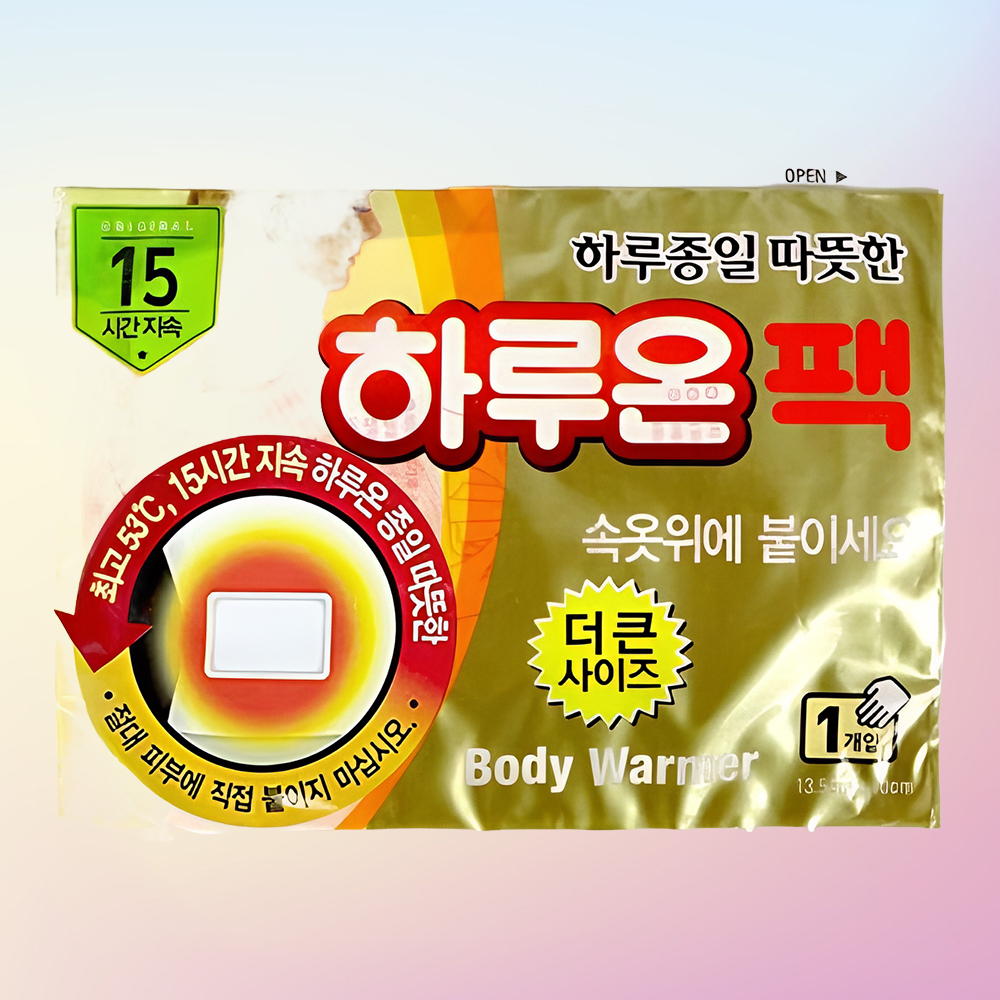 OPEN
ORIGINAL
15
시간 지속
하루종일 따뜻한
하루온 팩
최고 53℃, 15시간 지속 하루온 종일 따뜻한
속옷위에 붙이세요
더 큰
사이즈
절대 피부에 직접 붙이지 마십시오.
Body Warmer
1개입